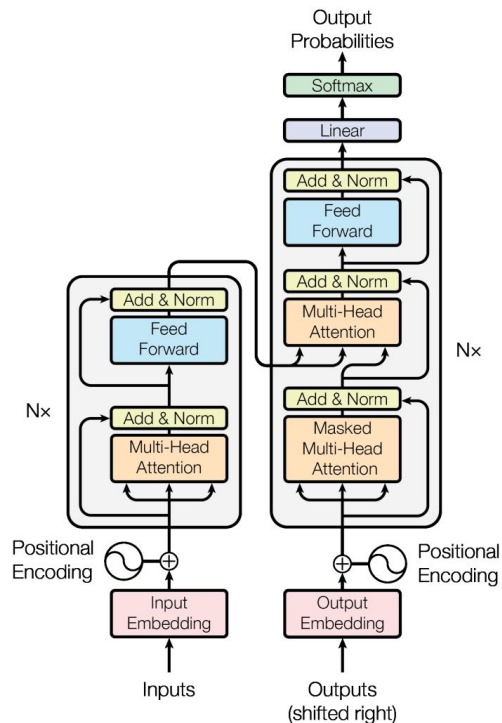 Output
Probabilities
Softmax
Linear
Add & Norm
Feed
Forward
Add & Norm
Multi-Head
Attention
Add & Norm
Masked
Multi-Head
Attention
Nx
Positional
Encoding
Output
Embedding
Outputs
(shifted right)
Add & Norm
Feed
Forward
Add & Norm
Multi-Head
Attention
Nx
Positional
Encoding
Input
Embedding
Inputs